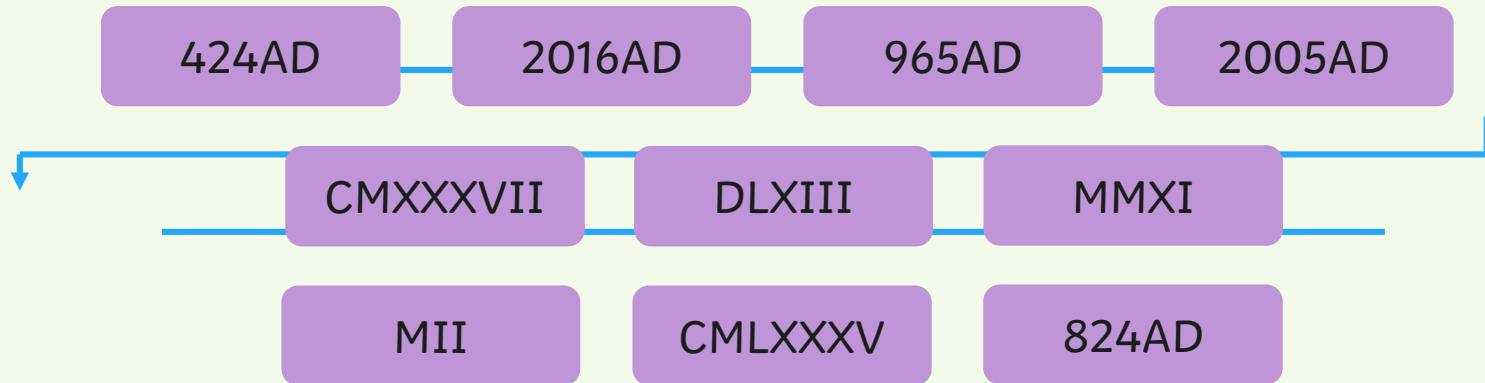 424AD 2016AD 965AD 2005AD
CMXXXVII DLXIII MMXI
MII CMLXXXV 824AD